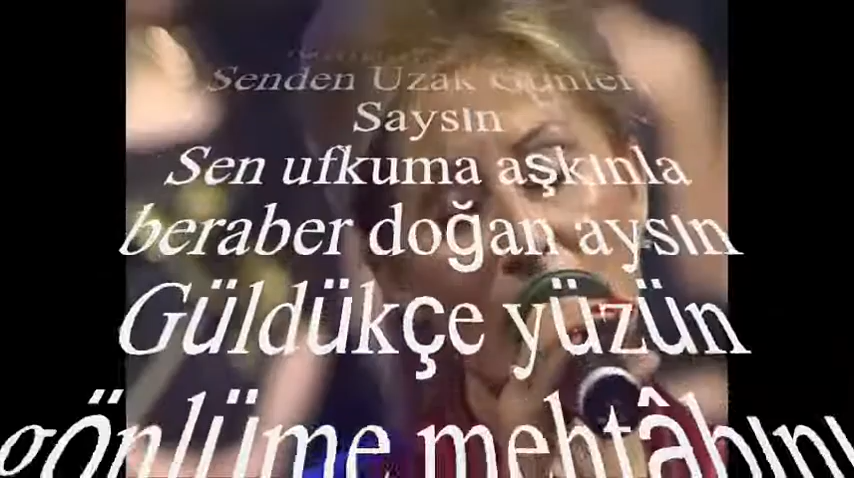 Senden Uzak Günleri
Saysın
Sen ufkuma aşkınla
beraber doğan aysın
Güldükçe yüzün
gönlüme mehtâbını